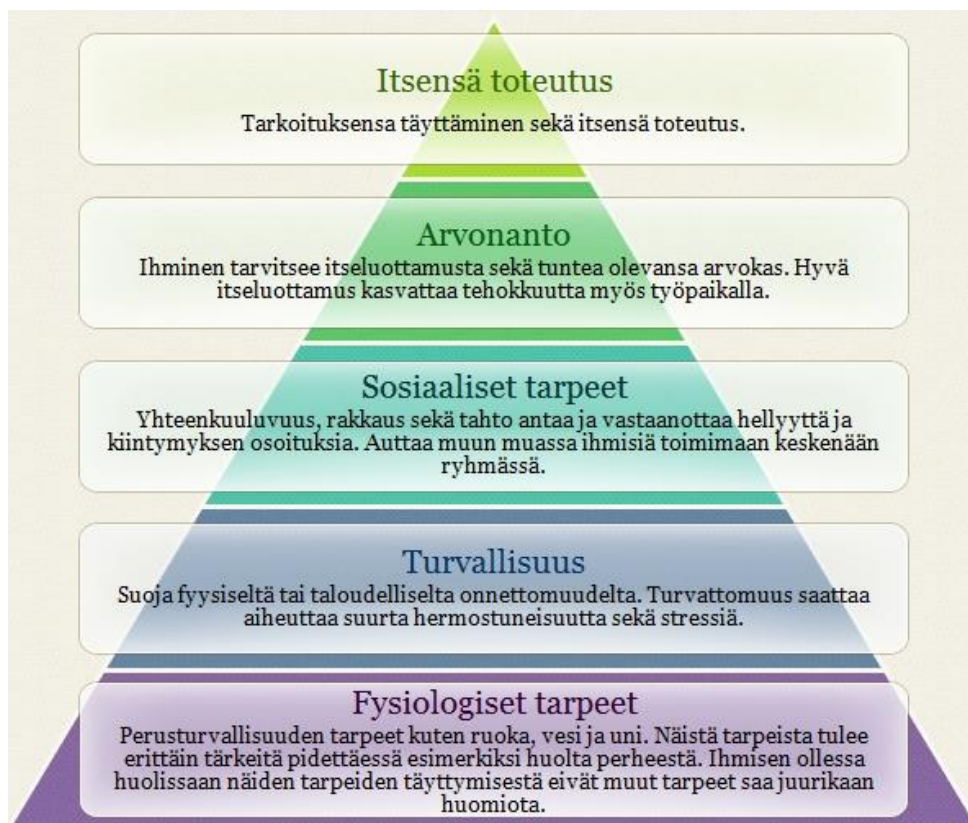 Itsensä toteutus
Tarkoituksensa täyttäminen sekä itsensä toteutus.
Arvonanto
Ihminen tarvitsee itseluottamusta sekä tuntea olevansa arvokas. Hyvä
itseluottamus kasvattaa tehokkuutta myös työpaikalla.
Sosiaaliset tarpeet
Yhteenkuuluvuus, rakkaus sekä tahto antaa ja vastaanottaa hellyyttä ja
kiintymyksen osoituksia. Auttaa muun muassa ihmisiä toimimaan keskenään
ryhmässä.
Turvallisuus
Suoja fyysiseltä tai taloudelliselta onnettomuudelta. Turvattomuus saattaa
aiheuttaa suurta hermostuneisuutta sekä stressiä.
Fysiologiset tarpeet
Perusturvallisuuden tarpeet kuten ruoka, vesi ja uni. Näistä tarpeista tulee
erittäin tärkeitä pidettäessä esimerkiksi huolta perheestä. Ihmisen ollessa
huolissaan näiden tarpeiden täyttymisestä eivät muut tarpeet saa juurikaan
huomiota.